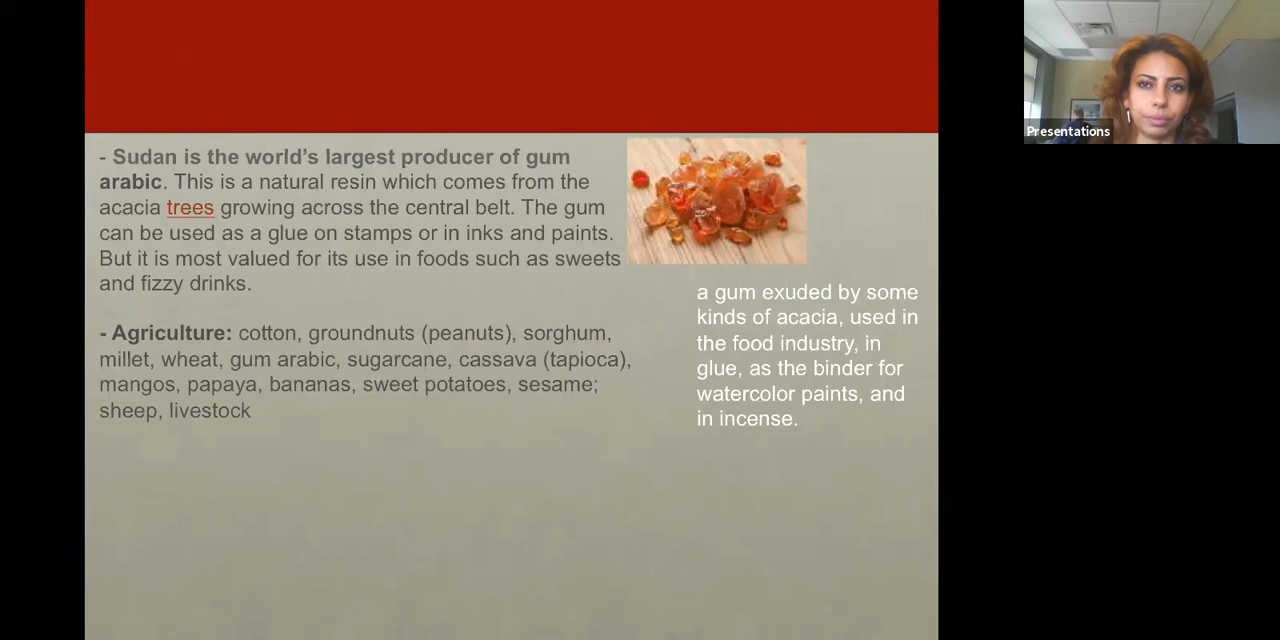 - Sudan is the world's largest producer of gum
arabic. This is a natural resin which comes from the
acacia trees growing across the central belt. The gum
can be used as a glue on stamps or in inks and paints.
But it is most valued for its use in foods such as sweets
and fizzy drinks.
- Agriculture: cotton, groundnuts (peanuts), sorghum,
millet, wheat, gum arabic, sugarcane, cassava (tapioca),
mangos, papaya, bananas, sweet potatoes, sesame;
sheep, livestock
a gum exuded by some
kinds of acacia, used in
the food industry, in
glue, as the binder for
watercolor paints, and
in incense.
Presentations